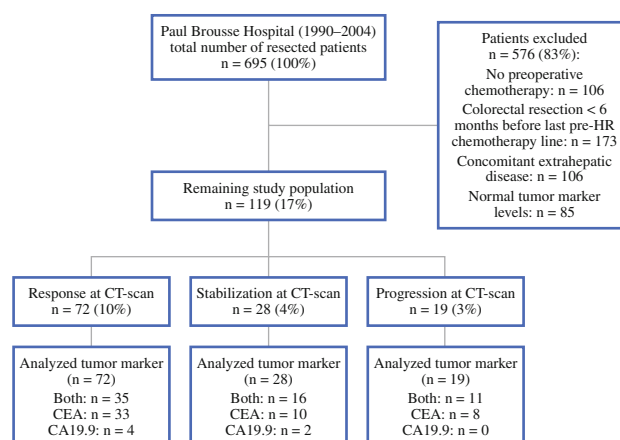 Paul Brousse Hospital (1990–2004)
total number of resected patients
n = 695 (100%)
Patients excluded
n = 576 (83%):
No preoperative
chemotherapy: n = 106
Colorectal resection < 6
months before last pre-HR
chemotherapy line: n = 173
Concomitant extrahepatic
disease: n = 106
Normal tumor marker
levels: n = 85
Remaining study population
n = 119 (17%)
Response at CT-scan
n = 72 (10%)
Stabilization at CT-scan
n = 28 (4%)
Progression at CT-scan
n = 19 (3%)
Analyzed tumor marker
(n = 72)
Both: n = 35
CEA: n = 33
CA19.9: n = 4
Analyzed tumor marker
(n = 28)
Both: n = 16
CEA: n = 10
CA19.9: n = 2
Analyzed tumor marker
(n = 19)
Both: n = 11
CEA: n = 8
CA19.9: n = 0